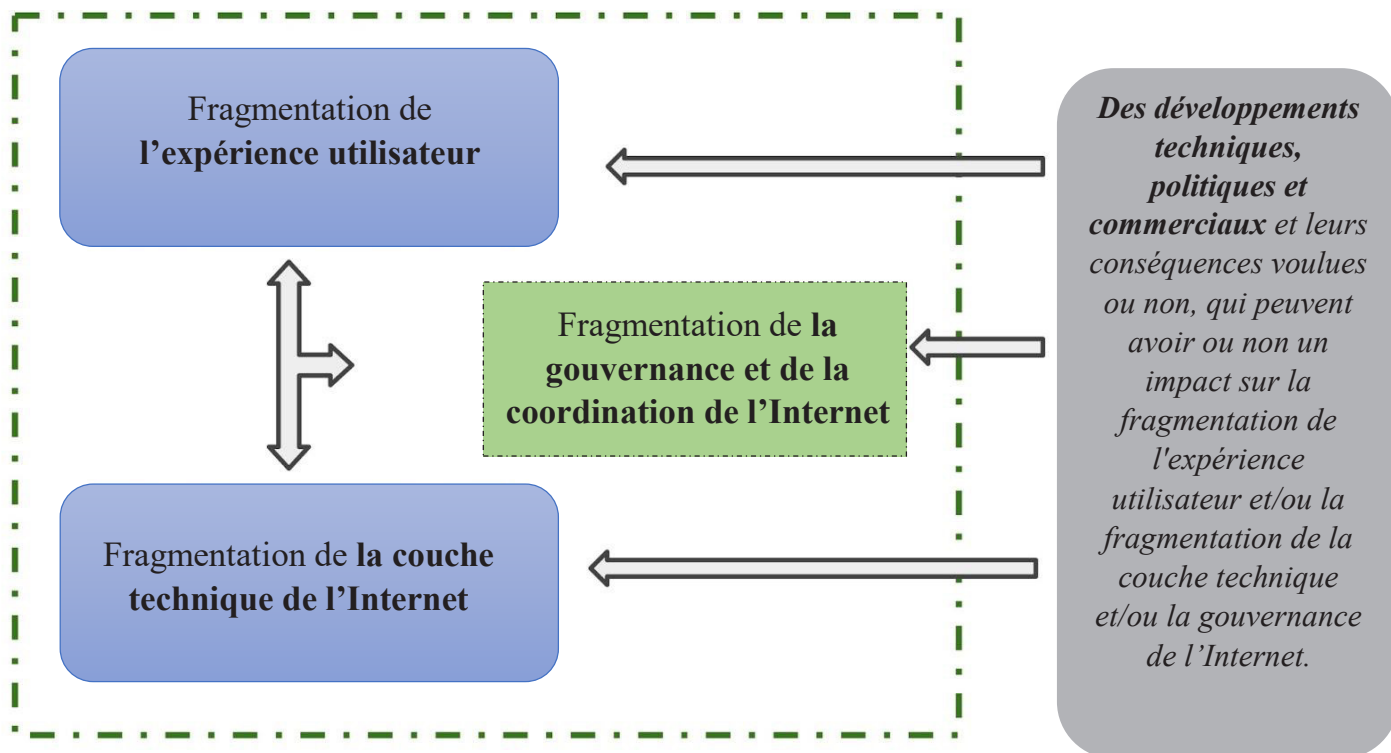 Fragmentation de
l’expérience utilisateur
Fragmentation de la
gouvernance et de la
coordination de l’Internet
Fragmentation de la couche
technique de l’Internet
Des développements
techniques,
politiques et
commerciaux et leurs
conséquences voulues
ou non, qui peuvent
avoir ou non un
impact sur la
fragmentation de
l'expérience
utilisateur et/ou la
fragmentation de la
couche technique
et/ou la gouvernance
de l’Internet.